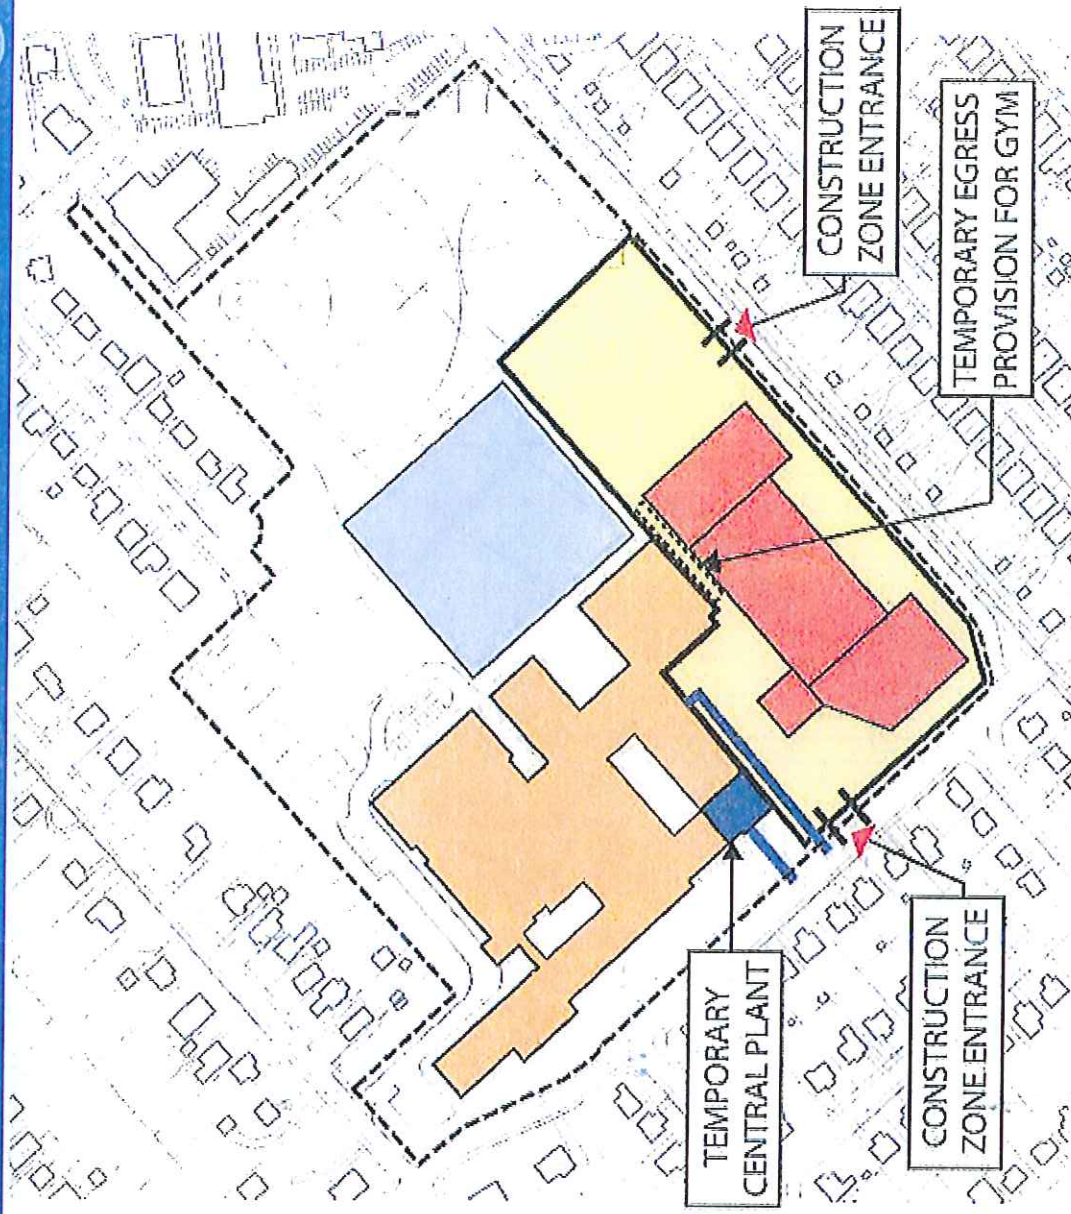 CONSTRUCTION
ZONE ENTRANCE
TEMPORARY EGRESS
PROVISION FOR GYM
TEMPORARY
CENTRAL PLANT
CONSTRUCTION
ZONE ENTRANCE